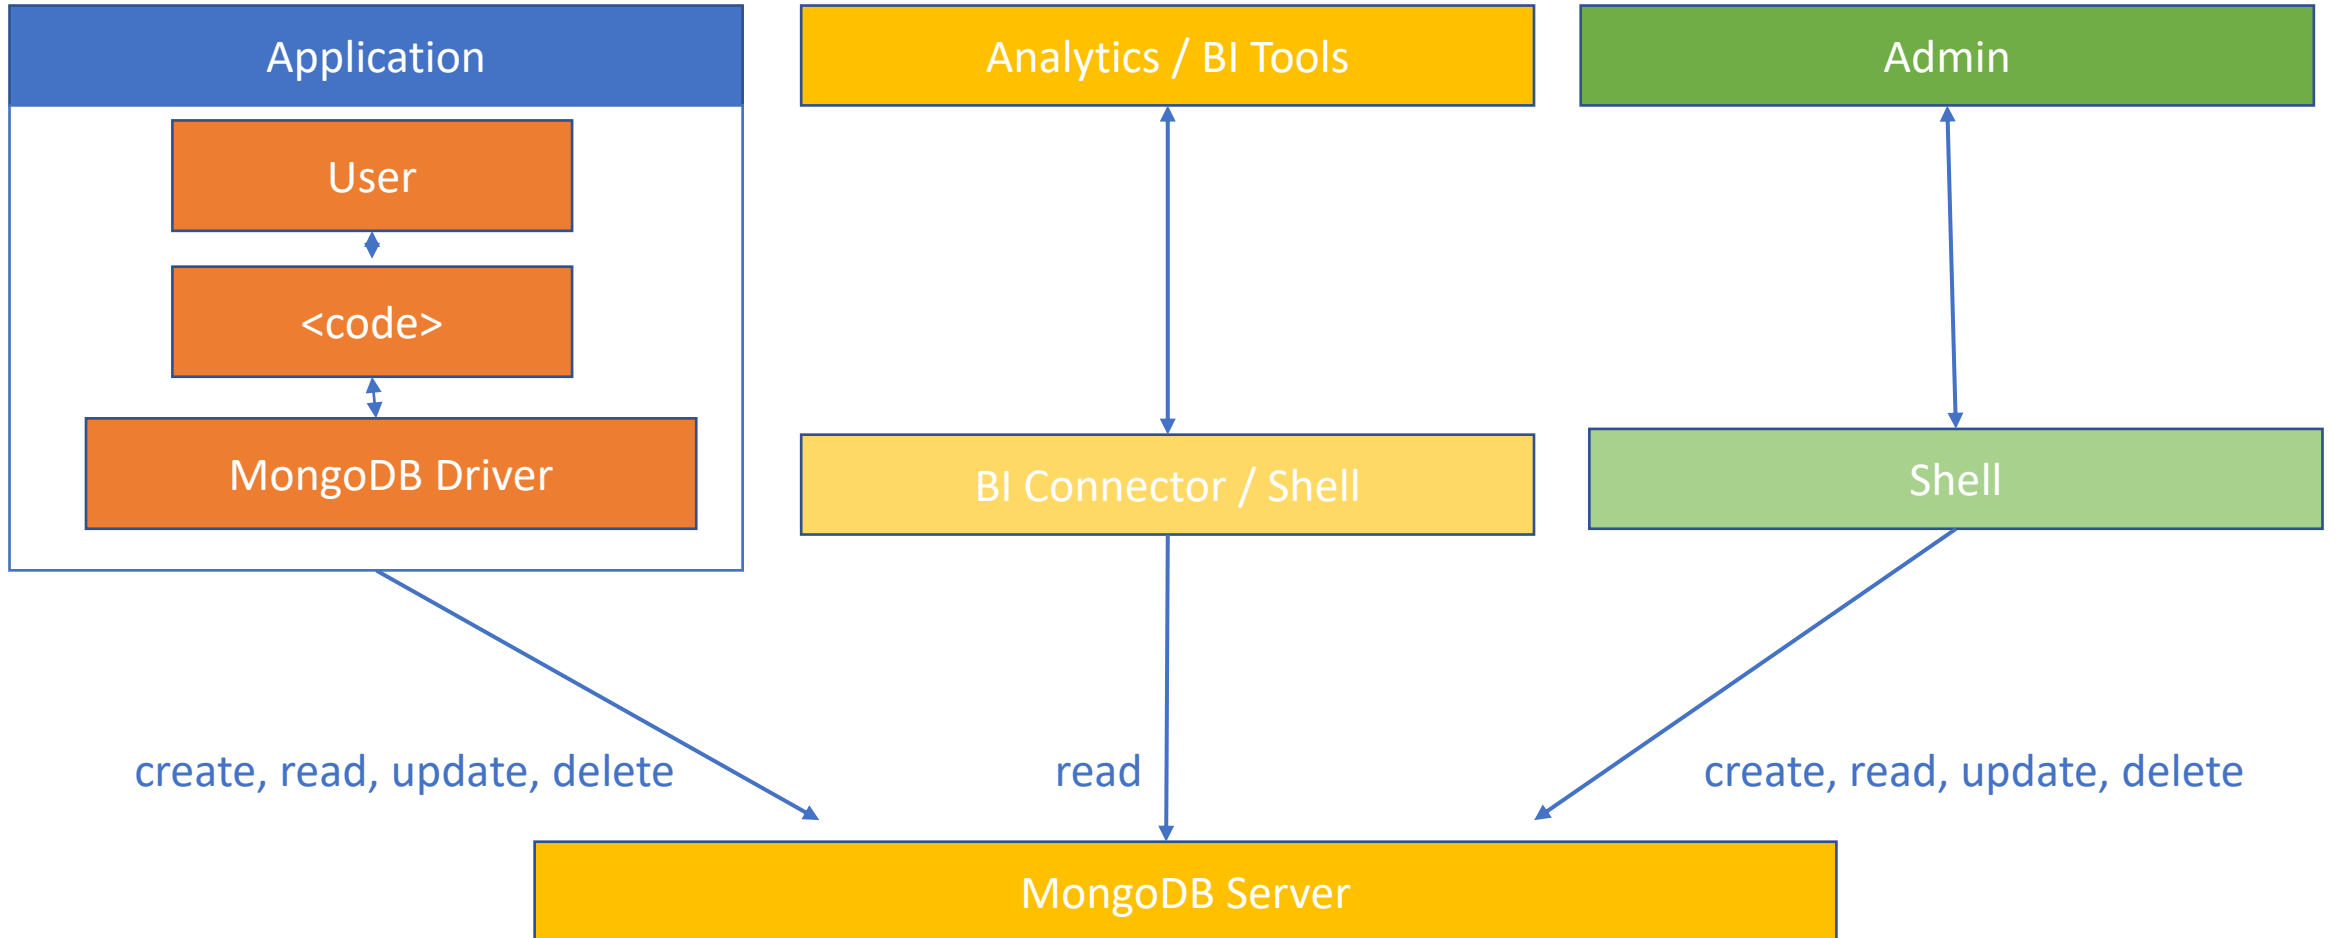 Application
Analytics / BI Tools
Admin
User
<code>
MongoDB Driver
BI Connector / Shell
Shell
create, read, update, delete
read
create, read, update, delete
MongoDB Server